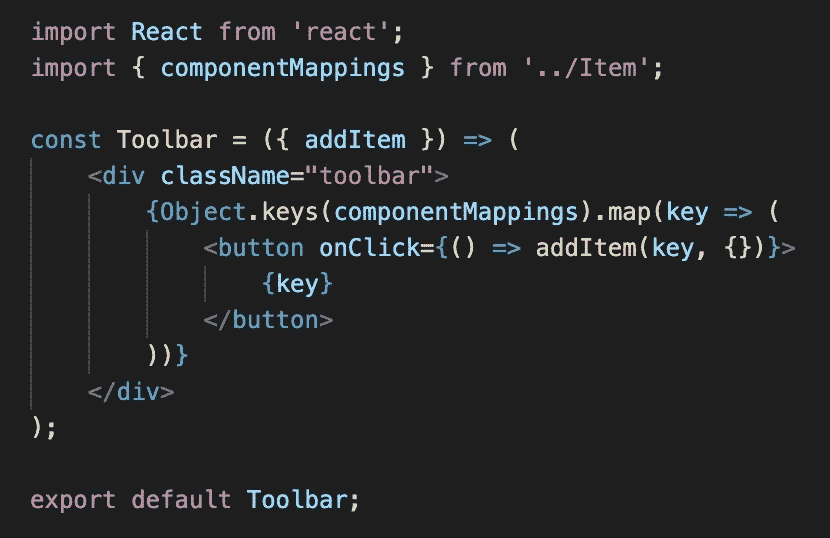 import React from 'react';
import { componentMappings } from '../Item';

const Toolbar = ({ addItem }) => (
    <div className="toolbar">
        {Object.keys(componentMappings).map(key => (
            <button onClick={() => addItem(key, {})}>
                {key}
            </button>
        ))}
    </div>
);

export default Toolbar;